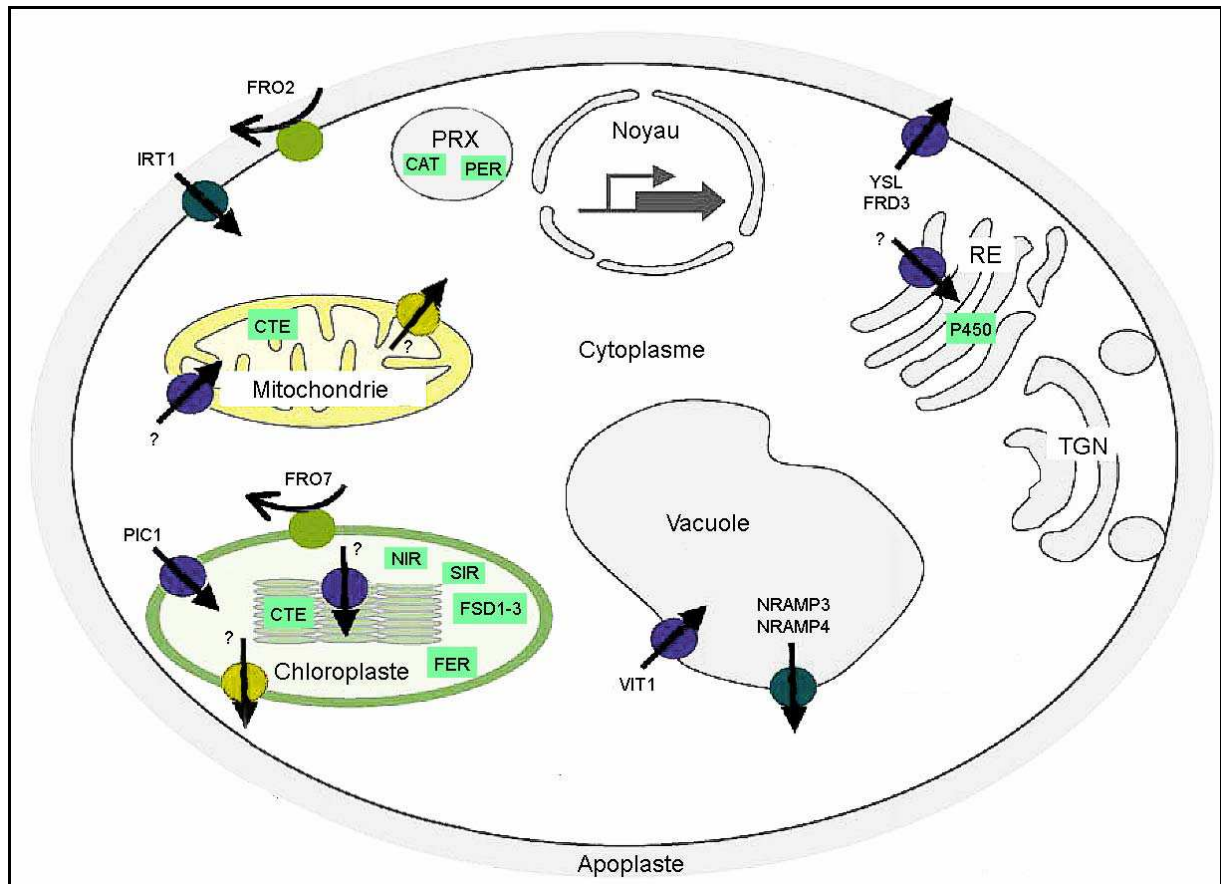 FRO2
IRT1
PRX
CAT
PER
Noyau
YSL
FRD3
?
RE
P450
CTE
?
Mitochondrie
?
Cytoplasme
TGN
FRO7
PIC1
?
NIR
SIR
CTE
FSD1-3
?
FER
Chloroplaste
Vacuole
NRAMP3
NRAMP4
VIT1
Apoplaste